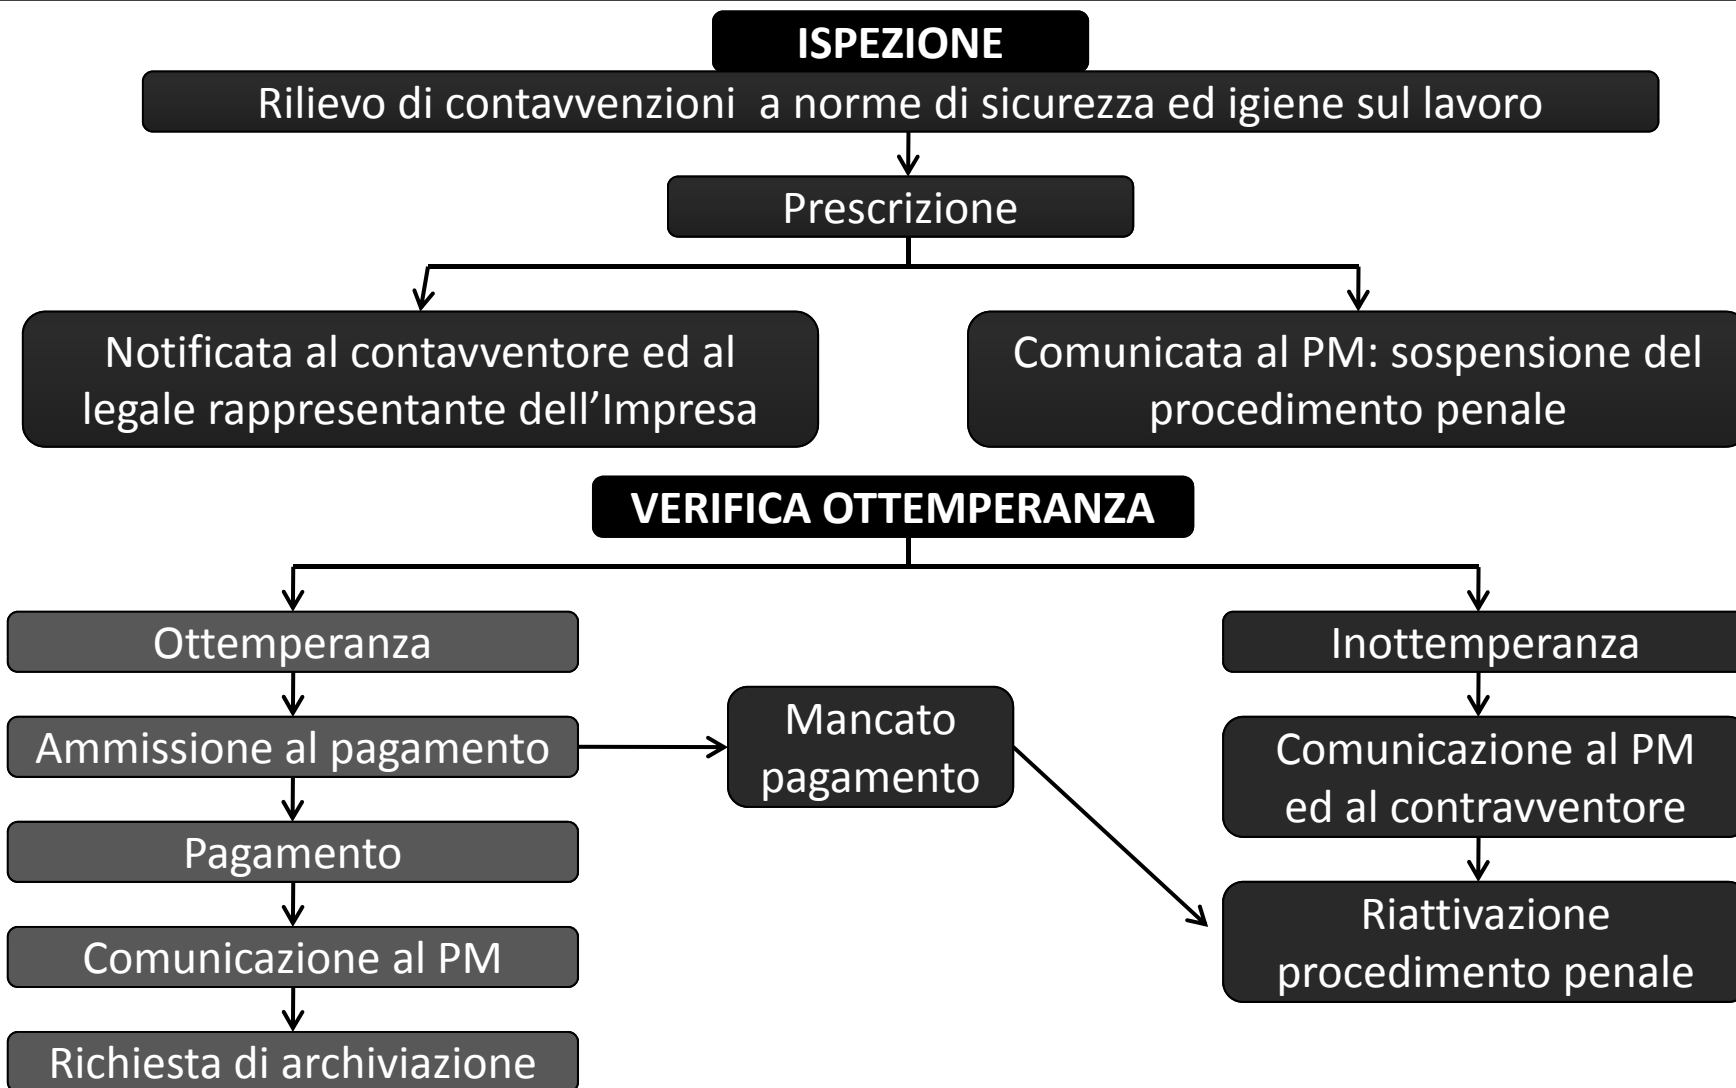 ISPEZIONE
Rilievo di contavvenzioni  a norme di sicurezza ed igiene sul lavoro
Prescrizione
Notificata al contavventore ed al
legale rappresentante dell’Impresa
Comunicata al PM: sospensione del
procedimento penale
VERIFICA OTTEMPERANZA
Ottemperanza
Ammissione al pagamento
Pagamento
Comunicazione al PM
Richiesta di archiviazione
Mancato
pagamento
Inottemperanza
Comunicazione al PM
ed al contravventore
Riattivazione
procedimento penale